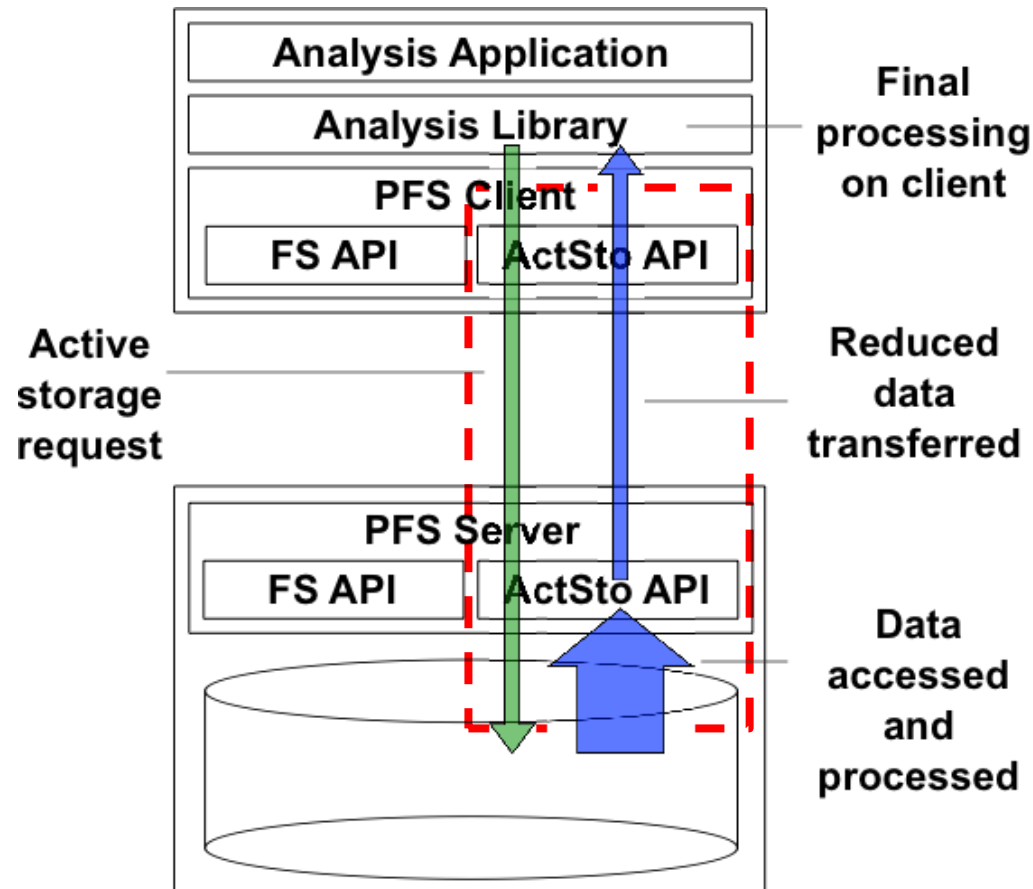 Analysis Application
Analysis Library
PFS Client
FS API
ActSto API
Final
processing
on client
Active
storage
request
Reduced
data
transferred
PFS Server
FS API
ActSto API
Data
accessed
and
processed